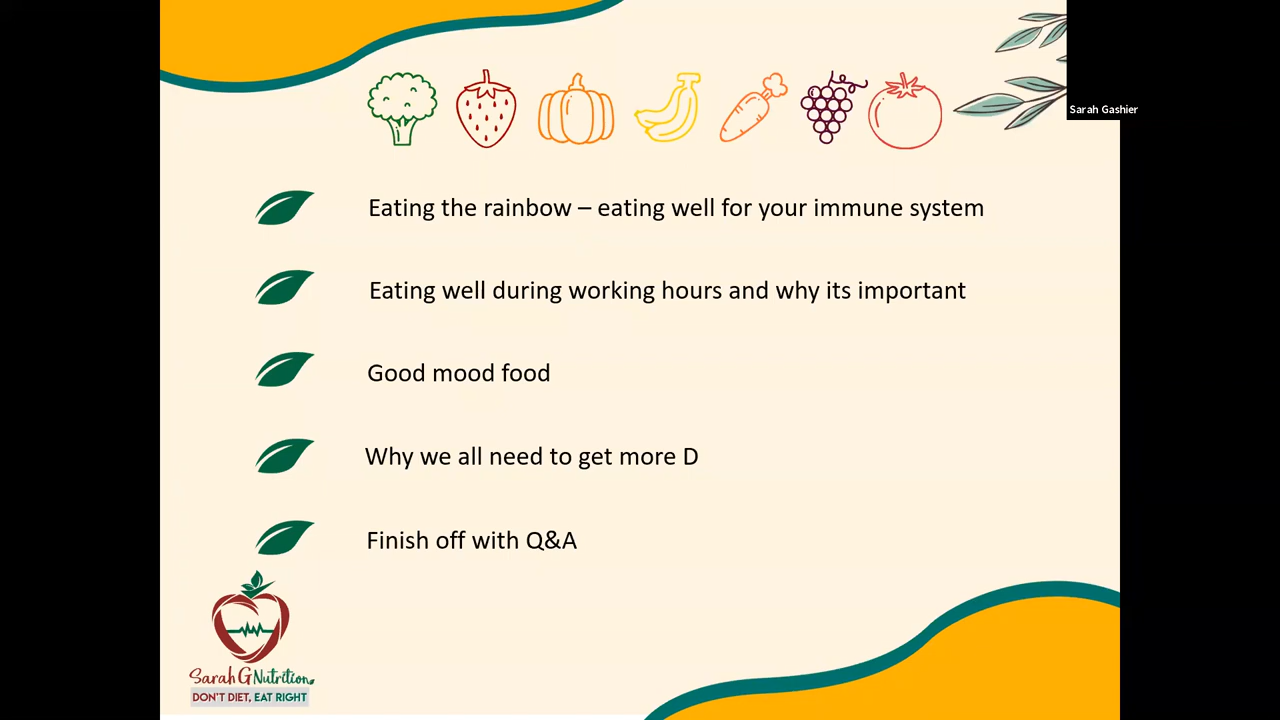 Sarah Gashier
Eating the rainbow – eating well for your immune system
Eating well during working hours and why its important
Good mood food
Why we all need to get more D
Finish off with Q&A
Sarah G Nutrition
DON'T DIET, EAT RIGHT